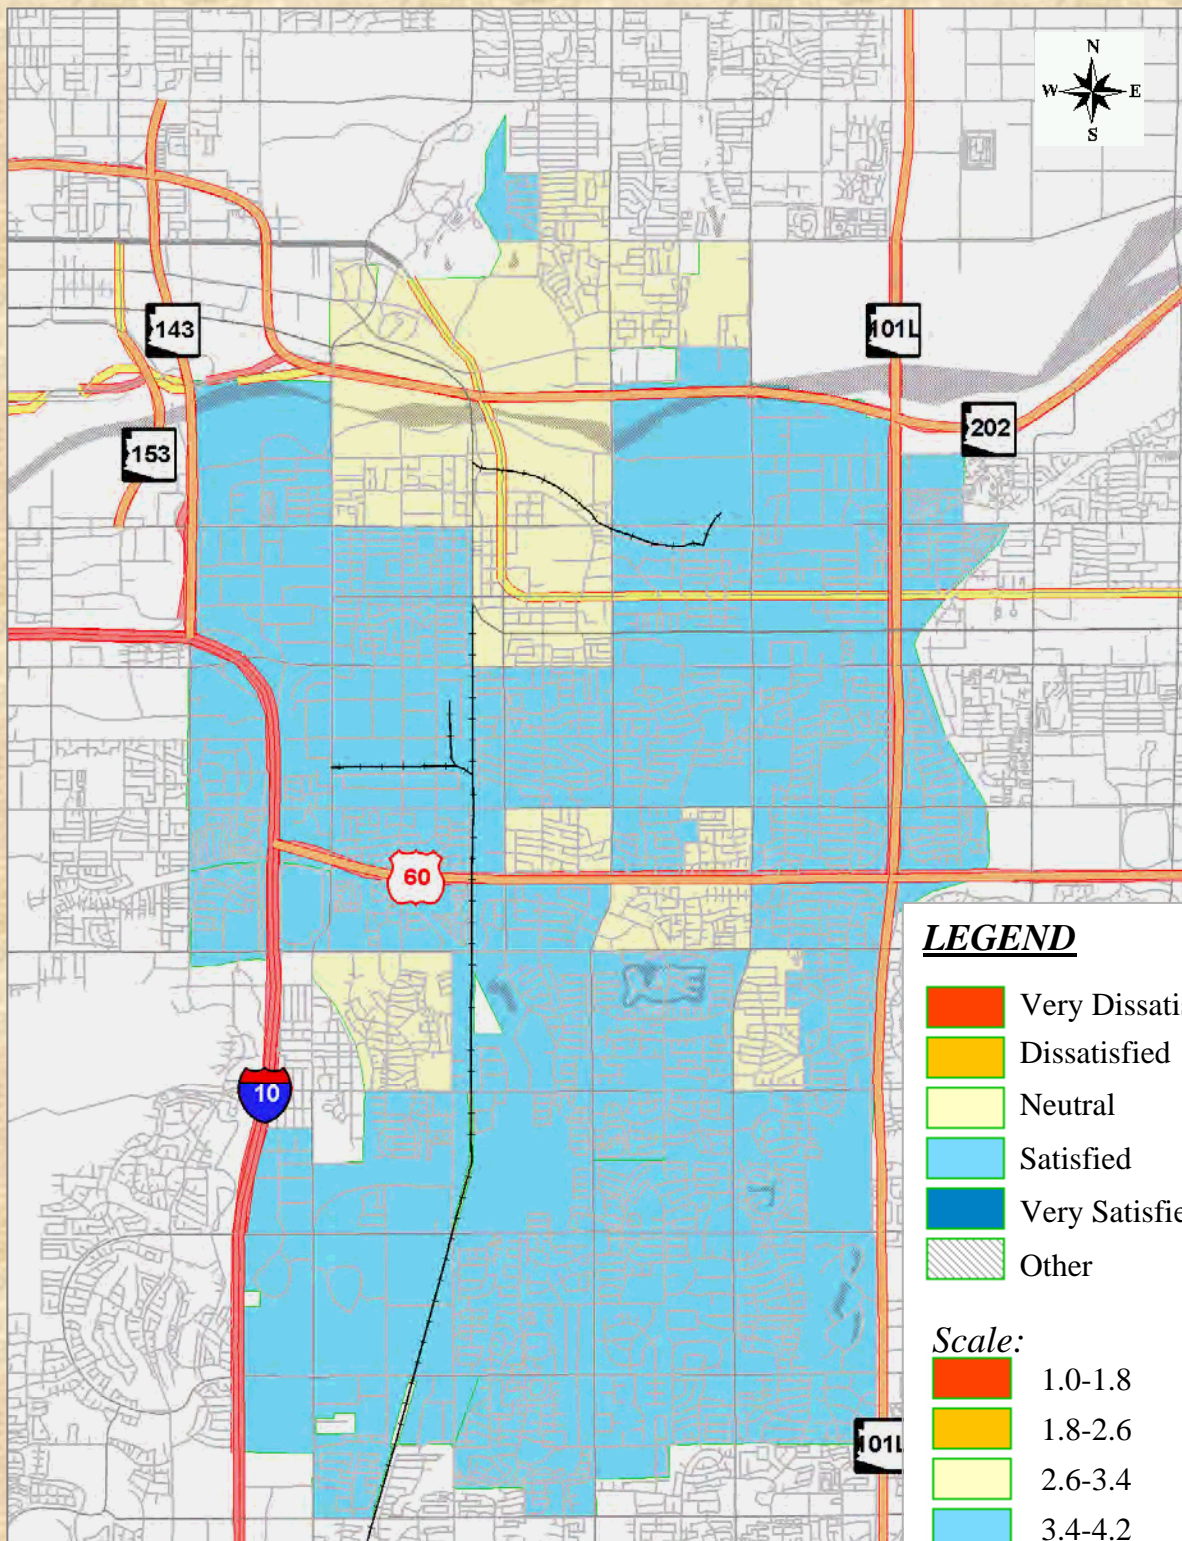 N
W E
S
143
101L
202
153
60
LEGEND
Very Dissatis
Dissatisfied
Neutral
10
Satisfied
Very Satisfie
Other
Scale:
1.0-1.8
1.8-2.6
101L
2.6-3.4
3.4-4.2